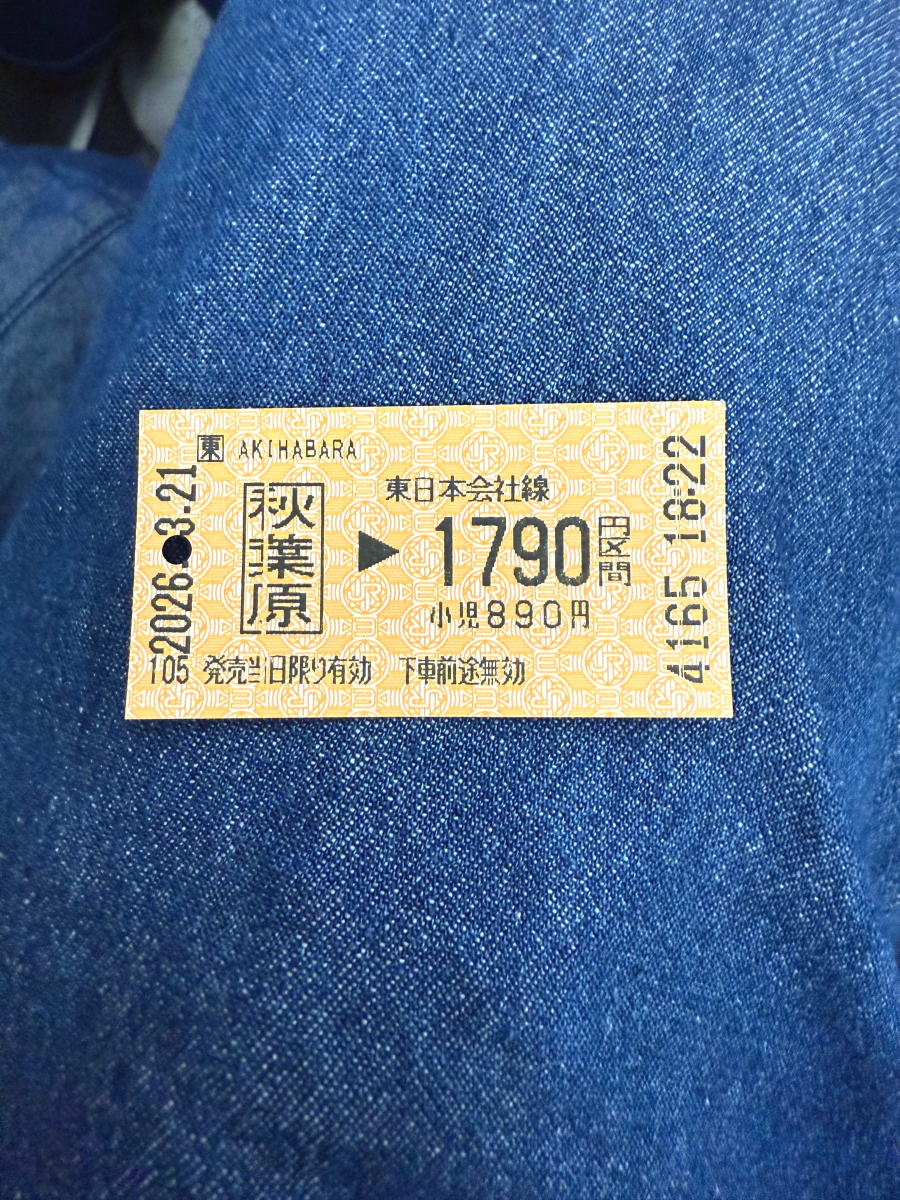 東 AKIHABARA
秋葉原
東日本会社線
▶ 1790円区間
小児890円
105 発売当日限り有効 下車前途無効
2026.-3.21
4165 18:22